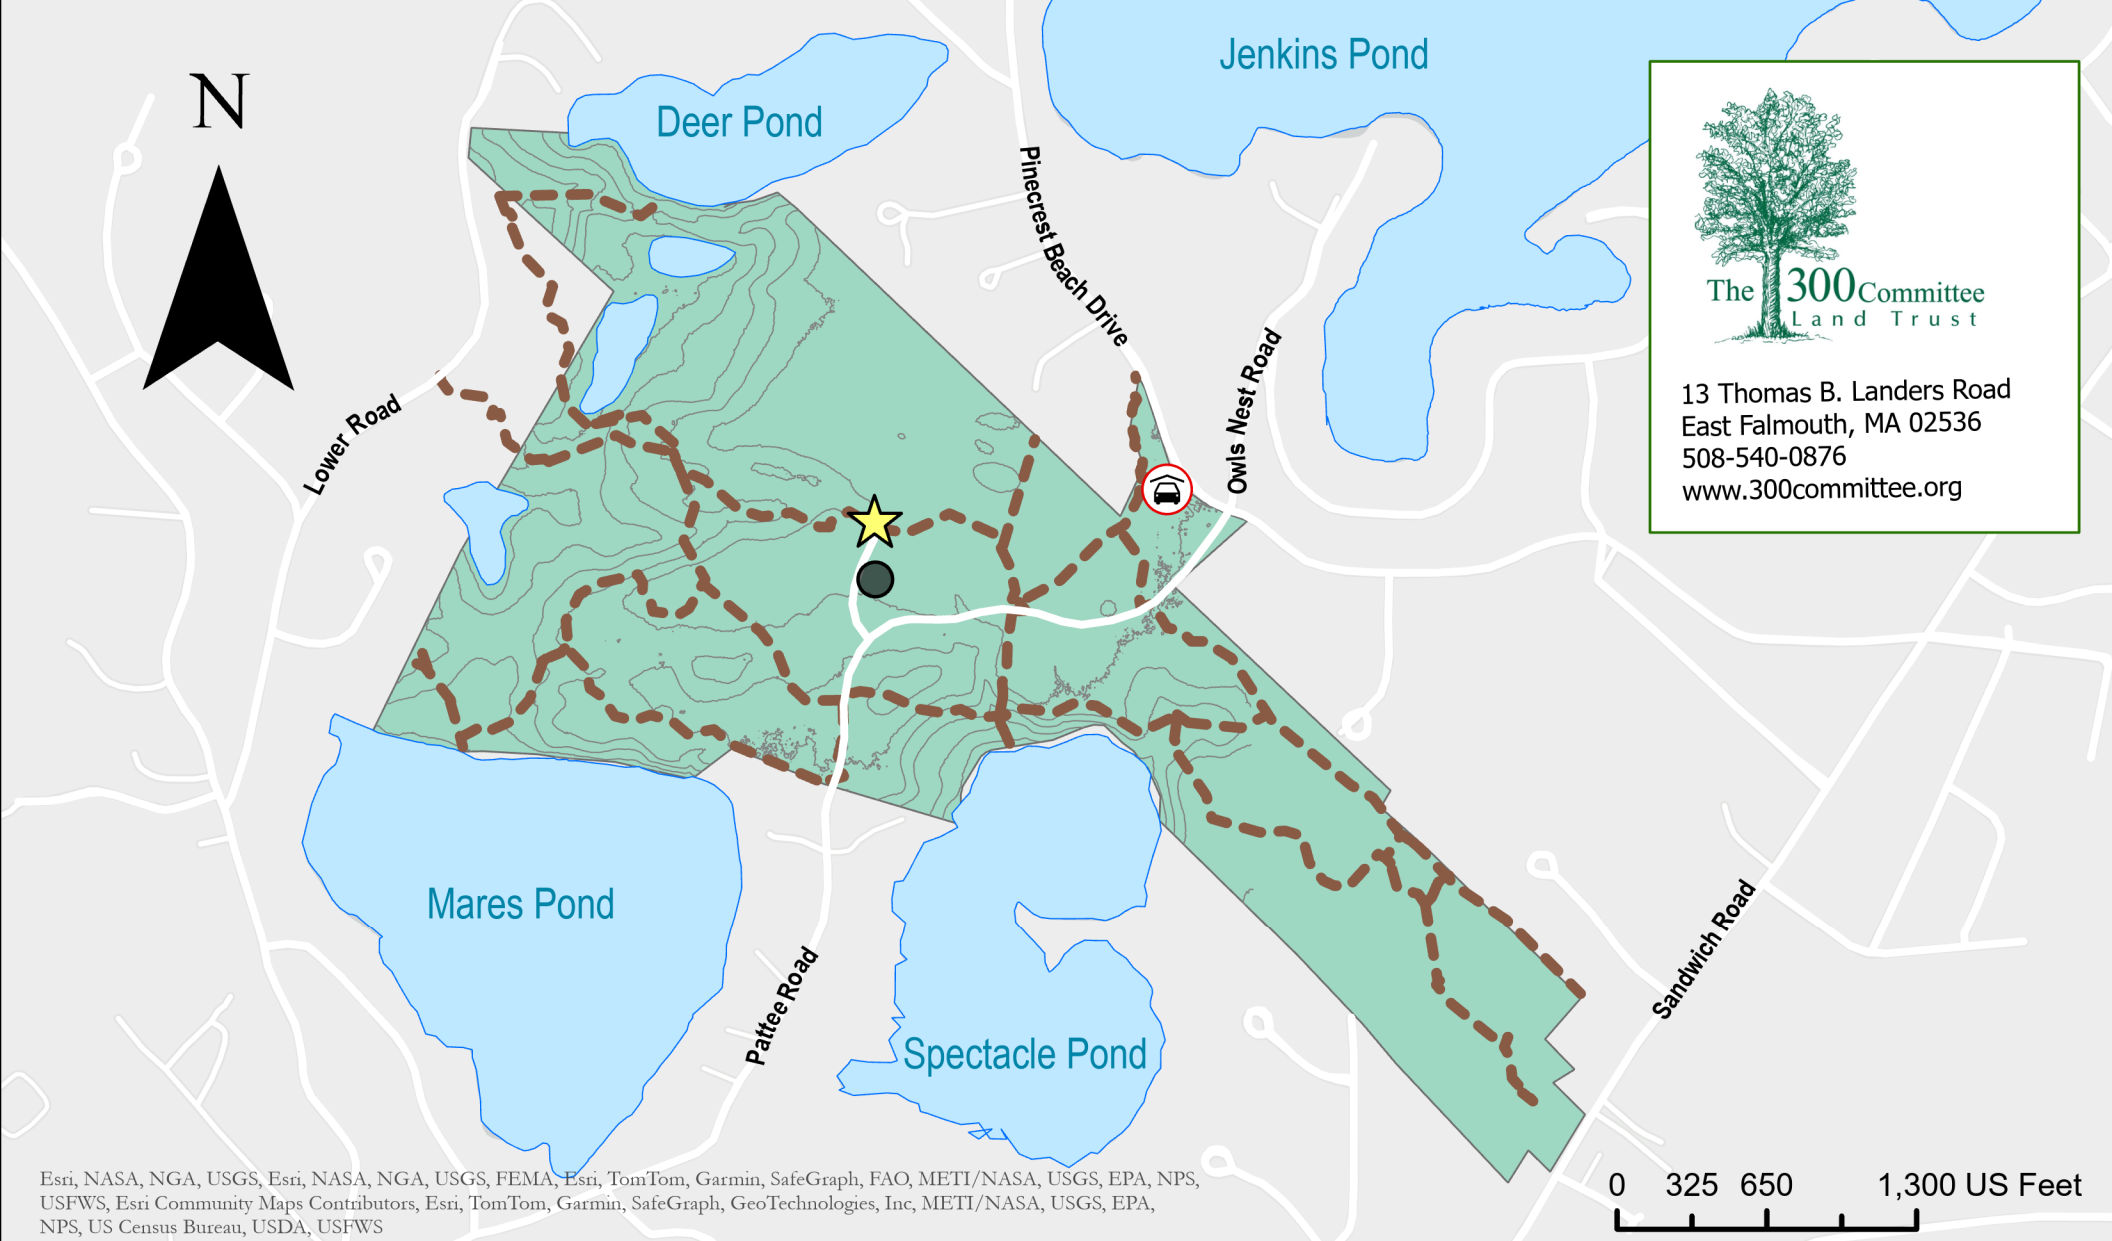 N
Deer Pond
Jenkins Pond
Pinecrest Beach Drive
Owls Nest Road
Lower Road
The 300 Committee
Land Trust
13 Thomas B. Landers Road
East Falmouth, MA 02536
508-540-0876
www.300committee.org
Mares Pond
Pattee Road
Spectacle Pond
Sandwich Road
Esri, NASA, NGA, USGS, Esri, NASA, NGA, USGS, FEMA, Esri, TomTom, Garmin, SafeGraph, FAO, METI/NASA, USGS, EPA, NPS,
USFWS, Esri Community Maps Contributors, Esri, TomTom, Garmin, SafeGraph, GeoTechnologies, Inc, METI/NASA, USGS, EPA,
NPS, US Census Bureau, USDA, USFWS
0 325 650 1,300 US Feet